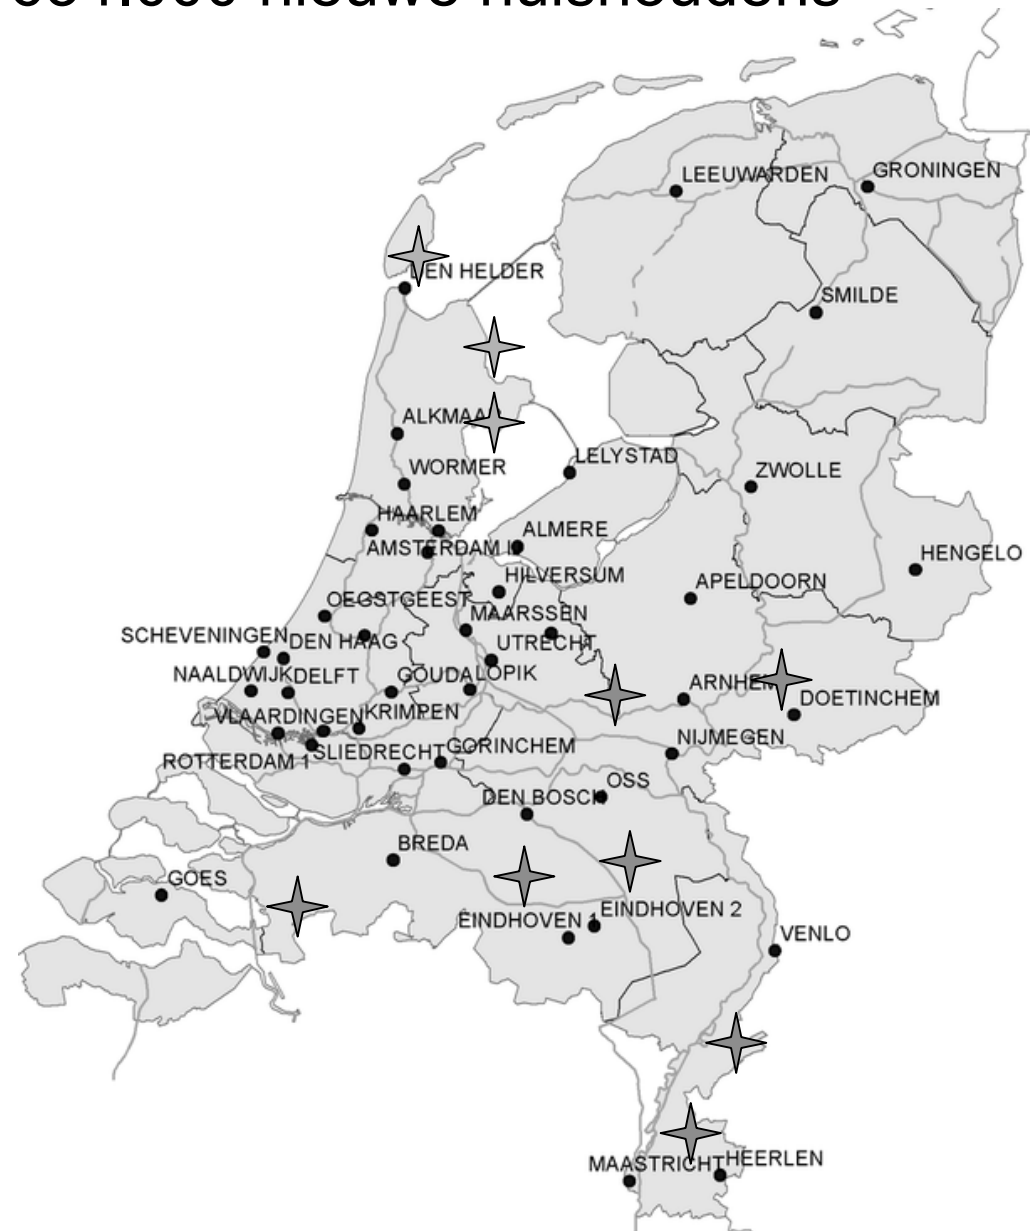 nieuwe huishoudens
LEEUWARDEN
GRONINGEN
DEN HELDER
SMILDE
ALKMAAR
WORMER
LELYSTAD
ZWOLLE
HAARLEM
ALMERE
AMSTERDAM
HENGELO
HILVERSUM
APELDOORN
OEGSTGEEST
MAARSSEN
SCHEVENINGEN
DEN HAAG
UTRECHT
NAALDWIJK
DELFT
GOUDA
LOPIK
ARNHEM
DOETINCHEM
VLAARDINGEN
KRIMPEN
NIJMEGEN
ROTTERDAM 1
SLIEDRECHT
GORINCHEM
OSS
DEN BOSCH
BREDA
GOES
EINDHOVEN 1
EINDHOVEN 2
VENLO
MAASTRICHT
HEERLEN